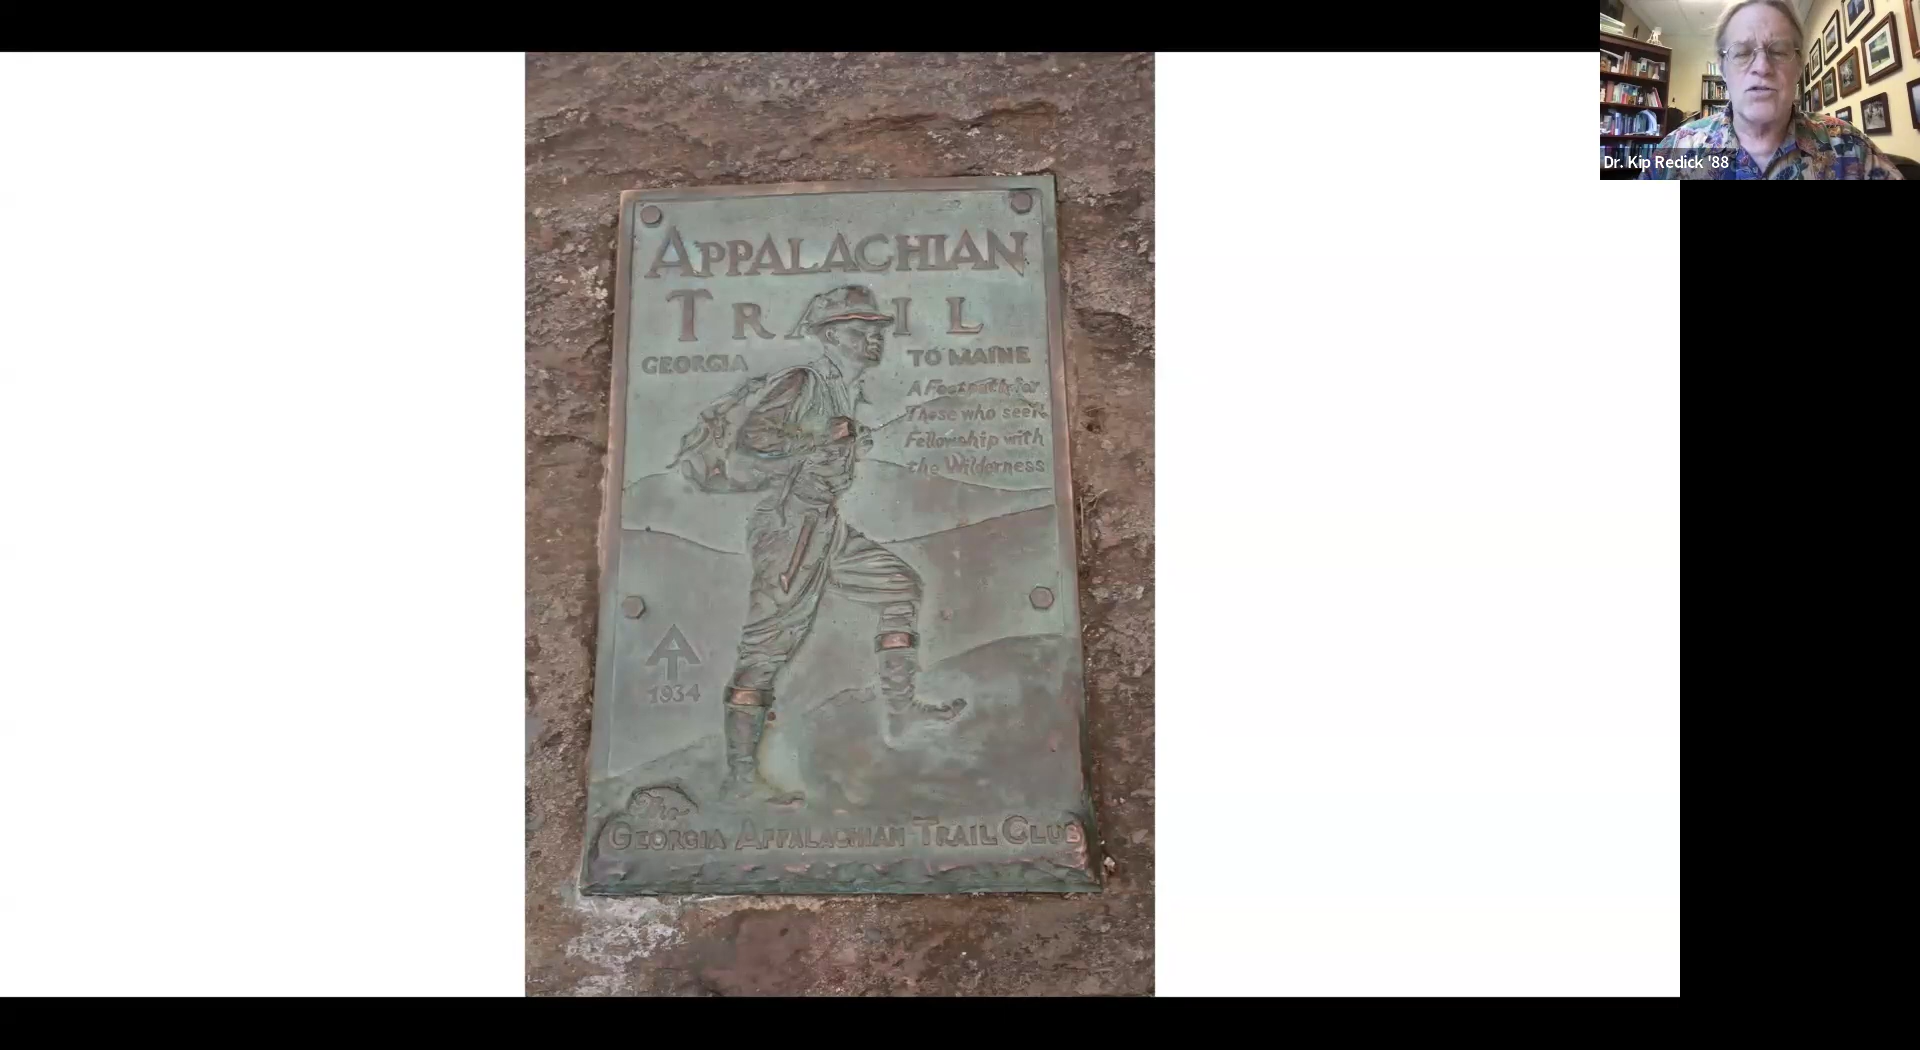 APPALACHIAN
TRAIL
GEORGIA TO MAINE
A Footpath for
Those who seek
Fellowship with
the Wilderness
AT
1934
The
GEORGIA APPALACHIAN TRAIL CLUB
Dr. Kip Redick '88